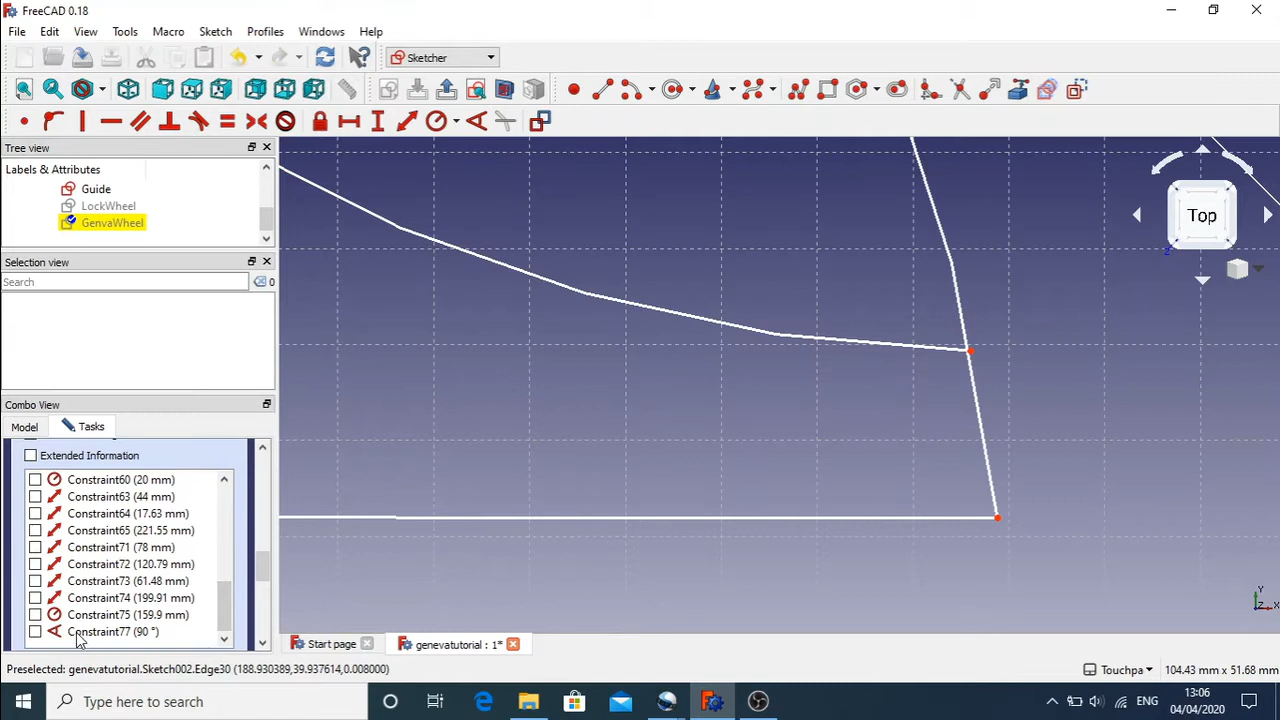 FreeCAD 0.18
File Edit View Tools Macro Sketch Profiles Windows Help
Sketcher
Tree view
Labels & Attributes
Guide
LockWheel
GenvaWheel
Selection view
Search
0
Combo View
Model Tasks
Extended Information
Constraint60 (20 mm)
Constraint63 (44 mm)
Constraint64 (17.63 mm)
Constraint65 (221.55 mm)
Constraint71 (78 mm)
Constraint72 (120.79 mm)
Constraint73 (61.48 mm)
Constraint74 (199.91 mm)
Constraint75 (159.9 mm)
Constraint77 (90 °)
Top
Z
Y
Z X
Start page
genevatutorial : 1*
Preselected: genevatutorial.Sketch002.Edge30 (188.930389,39.937614,0.008000)
Touchpa
104.43 mm x 51.68 mm
Type here to search
ENG
13:06
04/04/2020